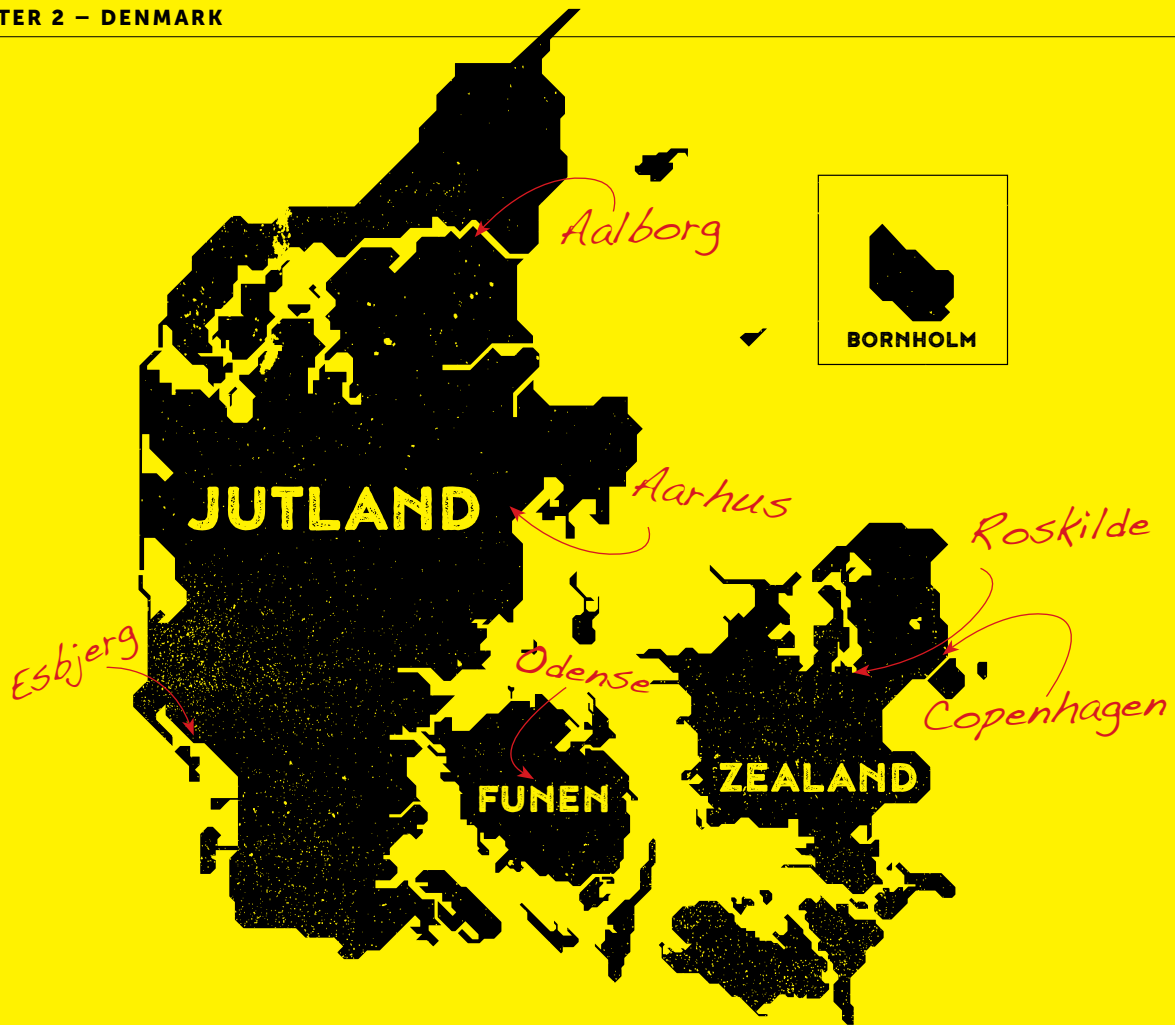 TER 2 – DENMARK
Aalborg
BORNHOLM
JUTLAND
Aarhus
Roskilde
Esbjerg
Odense
Copenhagen
ZEALAND
FUNEN